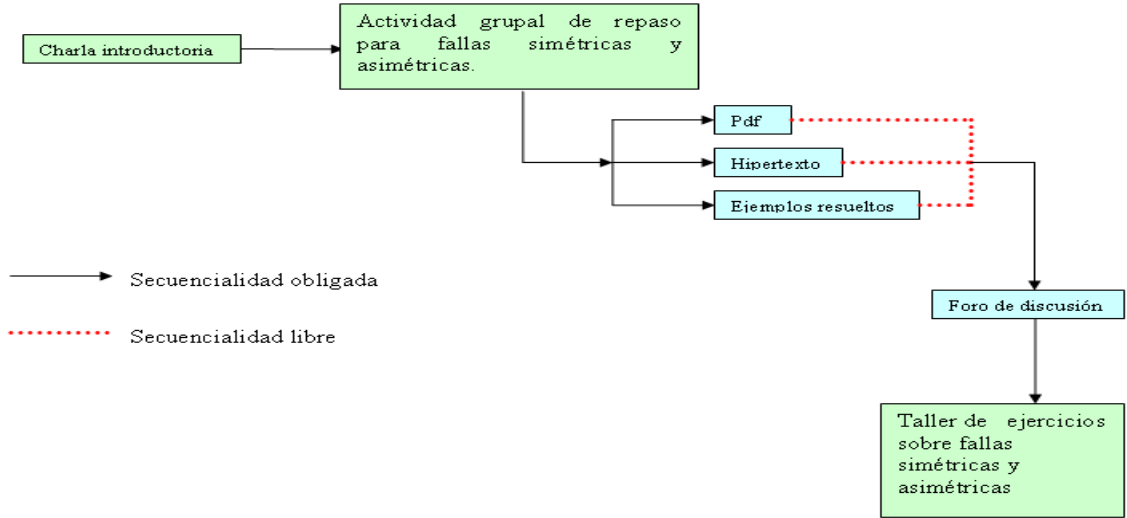 Charla introductoria
Actividad grupal de repaso
para fallas simétricas y
asimétricas.
Pdf
Hipertexto
Ejemplos resueltos
Secuencialidad obligada
Secuencialidad libre
Foro de discusión
Taller de ejercicios
sobre fallas
simétricas y
asimétricas